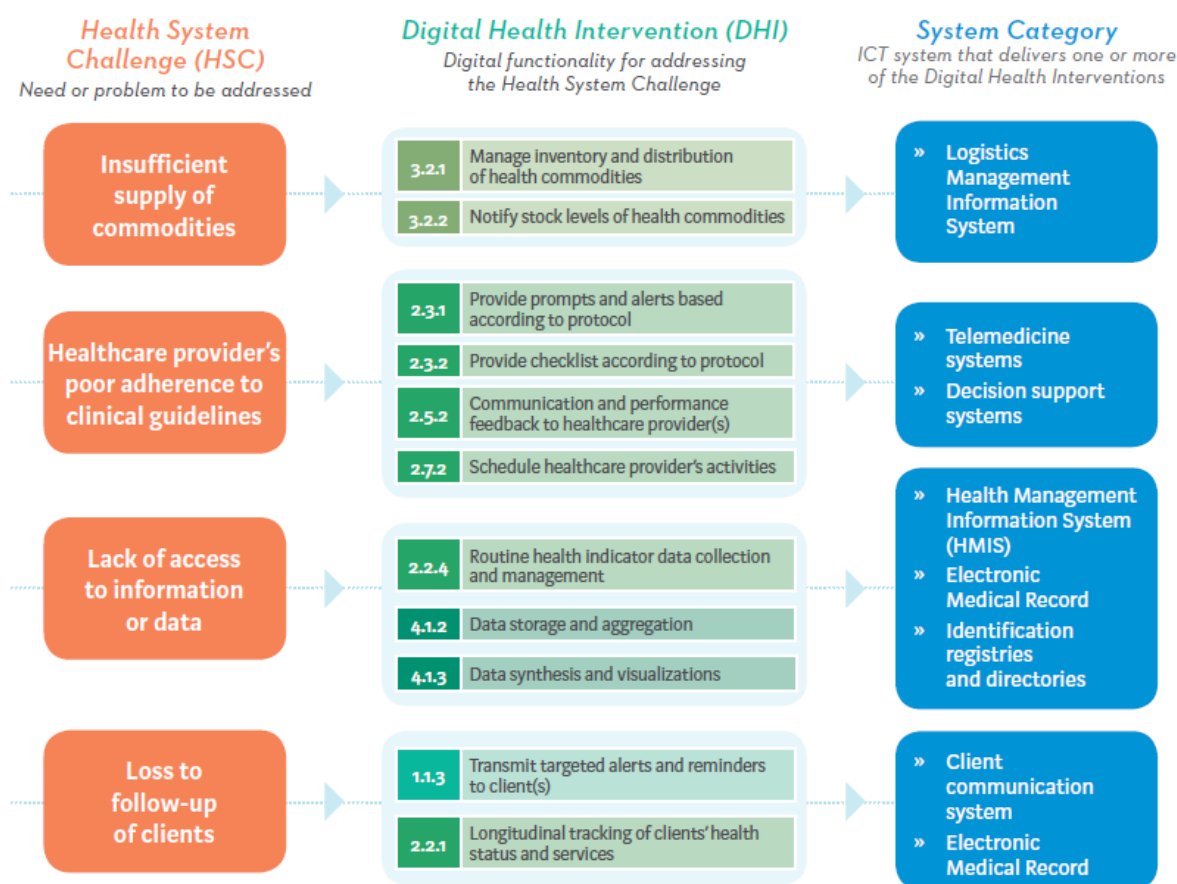 Health System
Challenge (HSC)
Need or problem to be addressed
Digital Health Intervention (DHI)
Digital functionality for addressing
the Health System Challenge
System Category
ICT system that delivers one or more
of the Digital Health Interventions
Insufficient
supply of
commodities
3.2.1 Manage inventory and distribution
of health commodities
3.2.2 Notify stock levels of health commodities
» Logistics
Management
Information
System
Healthcare provider's
poor adherence to
clinical guidelines
2.3.1 Provide prompts and alerts based
according to protocol
2.3.2 Provide checklist according to protocol
2.5.2 Communication and performance
feedback to healthcare provider(s)
2.7.2 Schedule healthcare provider's activities
» Telemedicine
systems
» Decision support
systems
Lack of access
to information
or data
2.2.4 Routine health indicator data collection
and management
4.1.2 Data storage and aggregation
4.1.3 Data synthesis and visualizations
» Health Management
Information System
(HMIS)
» Electronic
Medical Record
» Identification
registries
and directories
Loss to
follow-up
of clients
1.1.3 Transmit targeted alerts and reminders
to client(s)
2.2.1 Longitudinal tracking of clients' health
status and services
» Client
communication
system
» Electronic
Medical Record